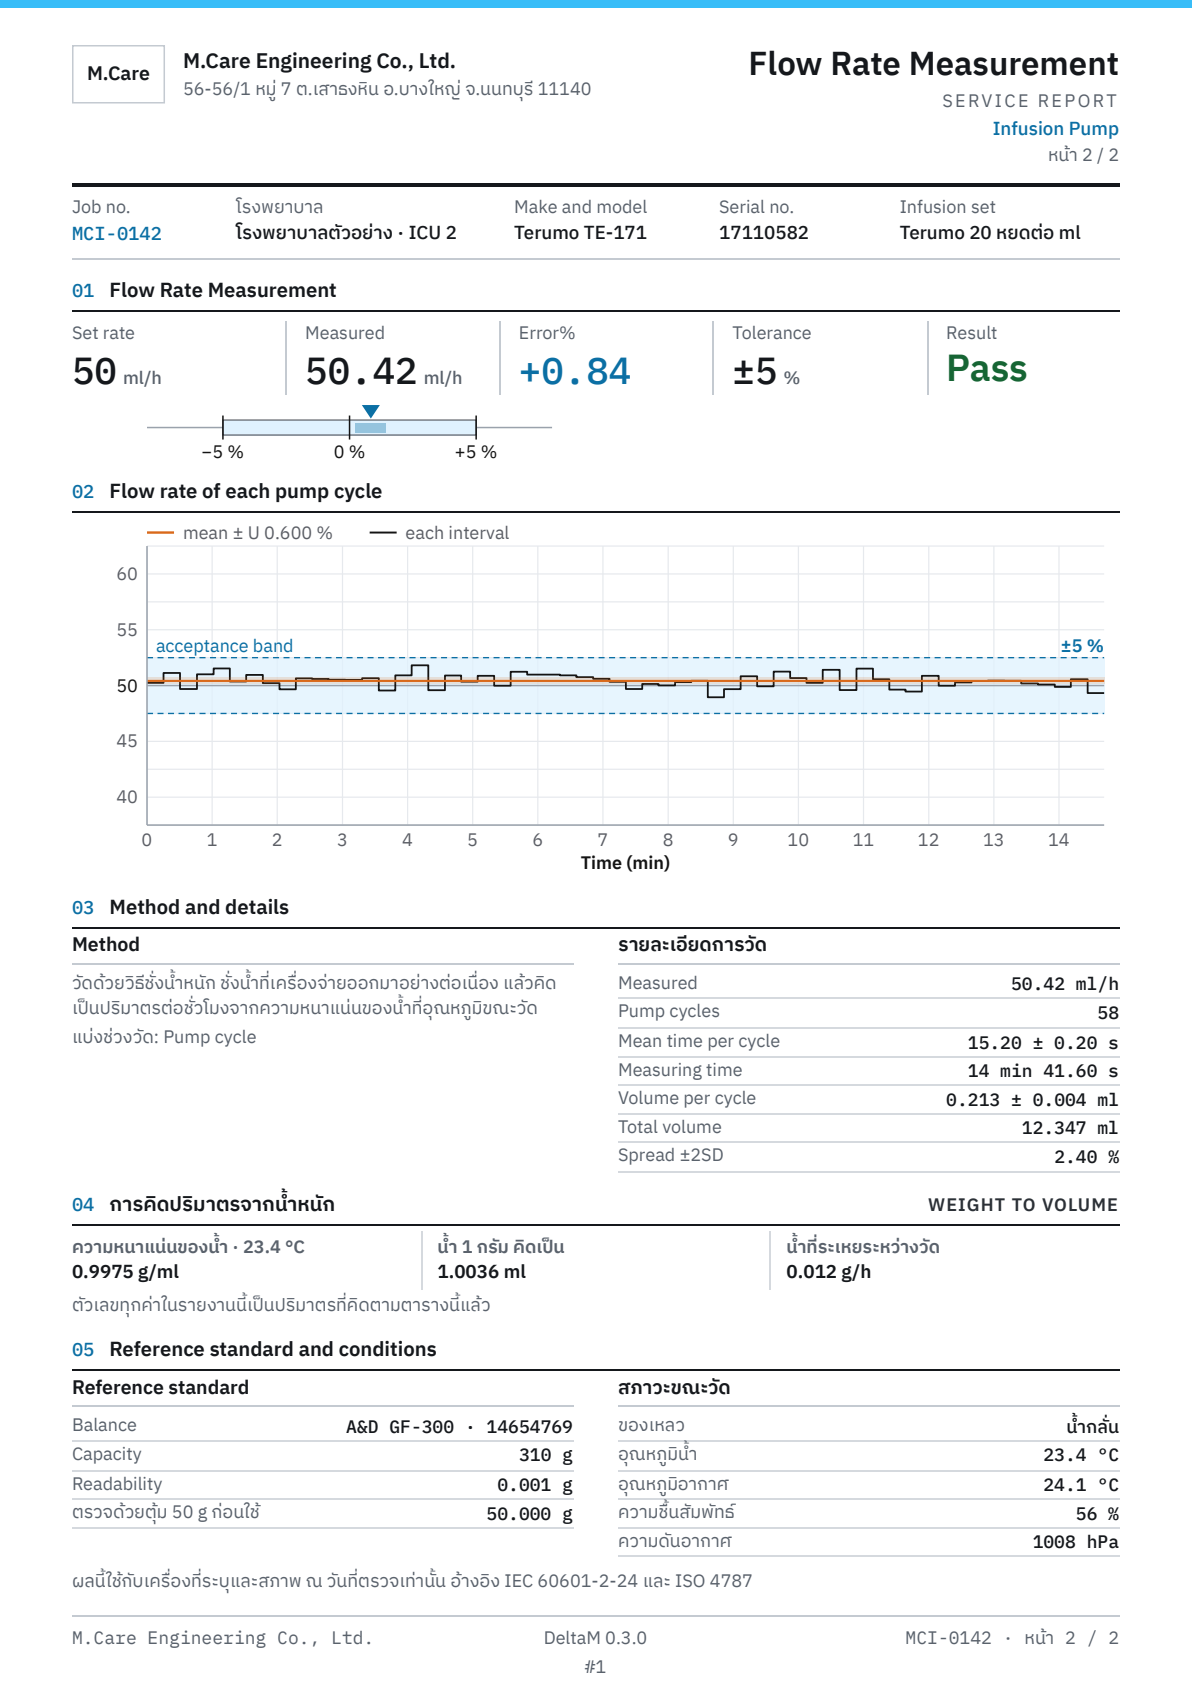 M.Care
M.Care Engineering Co., Ltd.
56-56/1 หมู่ 7 ต.เสาธงหิน อ.บางใหญ่ จ.นนทบุรี 11140
Flow Rate Measurement
SERVICE REPORT
Infusion Pump
หน้า 2 / 2
Job no. โรงพยาบาล Make and model Serial no. Infusion set
MCI-0142 โรงพยาบาลตัวอย่าง · ICU 2 Terumo TE-171 17110582 Terumo 20 หยดต่อ ml
01 Flow Rate Measurement
Set rate Measured Error% Tolerance Result
50 ml/h 50.42 ml/h +0.84 ±5 % Pass
−5 % 0 % +5 %
02 Flow rate of each pump cycle
mean ± U 0.600 % each interval
60
55
acceptance band ±5 %
50
45
40
0 1 2 3 4 5 6 7 8 9 10 11 12 13 14
Time (min)
03 Method and details
Method
วัดด้วยวิธีชั่งน้ำหนัก ชั่งน้ำที่เครื่องจ่ายออกมาอย่างต่อเนื่อง แล้วคิด
เป็นปริมาตรต่อชั่วโมงจากความหนาแน่นของน้ำที่อุณหภูมิขณะวัด
แบ่งช่วงวัด: Pump cycle
รายละเอียดการวัด
Measured 50.42 ml/h
Pump cycles 58
Mean time per cycle 15.20 ± 0.20 s
Measuring time 14 min 41.60 s
Volume per cycle 0.213 ± 0.004 ml
Total volume 12.347 ml
Spread ±2SD 2.40 %
04 การคิดปริมาตรจากน้ำหนัก WEIGHT TO VOLUME
ความหนาแน่นของน้ำ · 23.4 °C น้ำ 1 กรัม คิดเป็น น้ำที่ระเหยระหว่างวัด
0.9975 g/ml 1.0036 ml 0.012 g/h
ตัวเลขทุกค่าในรายงานนี้เป็นปริมาตรที่คิดตามตารางนี้แล้ว
05 Reference standard and conditions
Reference standard
Balance A&D GF-300 · 14654769
Capacity 310 g
Readability 0.001 g
ตรวจด้วยตุ้ม 50 g ก่อนใช้ 50.000 g
สภาวะขณะวัด
ของเหลว น้ำกลั่น
อุณหภูมิน้ำ 23.4 °C
อุณหภูมิอากาศ 24.1 °C
ความชื้นสัมพัทธ์ 56 %
ความดันอากาศ 1008 hPa
ผลนี้ใช้กับเครื่องที่ระบุและสภาพ ณ วันที่ตรวจเท่านั้น อ้างอิง IEC 60601-2-24 และ ISO 4787
M.Care Engineering Co., Ltd. DeltaM 0.3.0 MCI-0142 · หน้า 2 / 2
#1